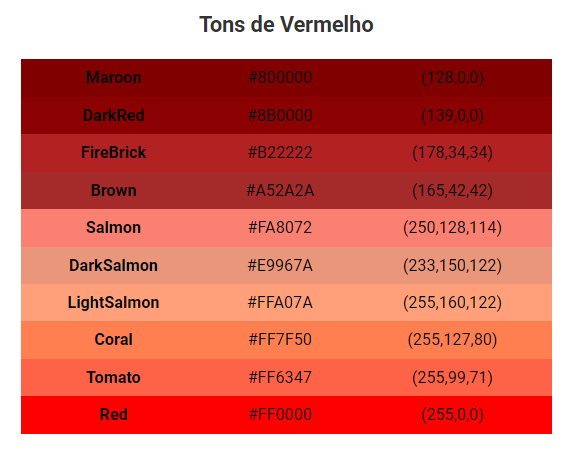 Tons de Vermelho
Maroon #800000 (128,0,0)
DarkRed #8B0000 (139,0,0)
FireBrick #B22222 (178,34,34)
Brown #A52A2A (165,42,42)
Salmon #FA8072 (250,128,114)
DarkSalmon #E9967A (233,150,122)
LightSalmon #FFA07A (255,160,122)
Coral #FF7F50 (255,127,80)
Tomato #FF6347 (255,99,71)
Red #FF0000 (255,0,0)